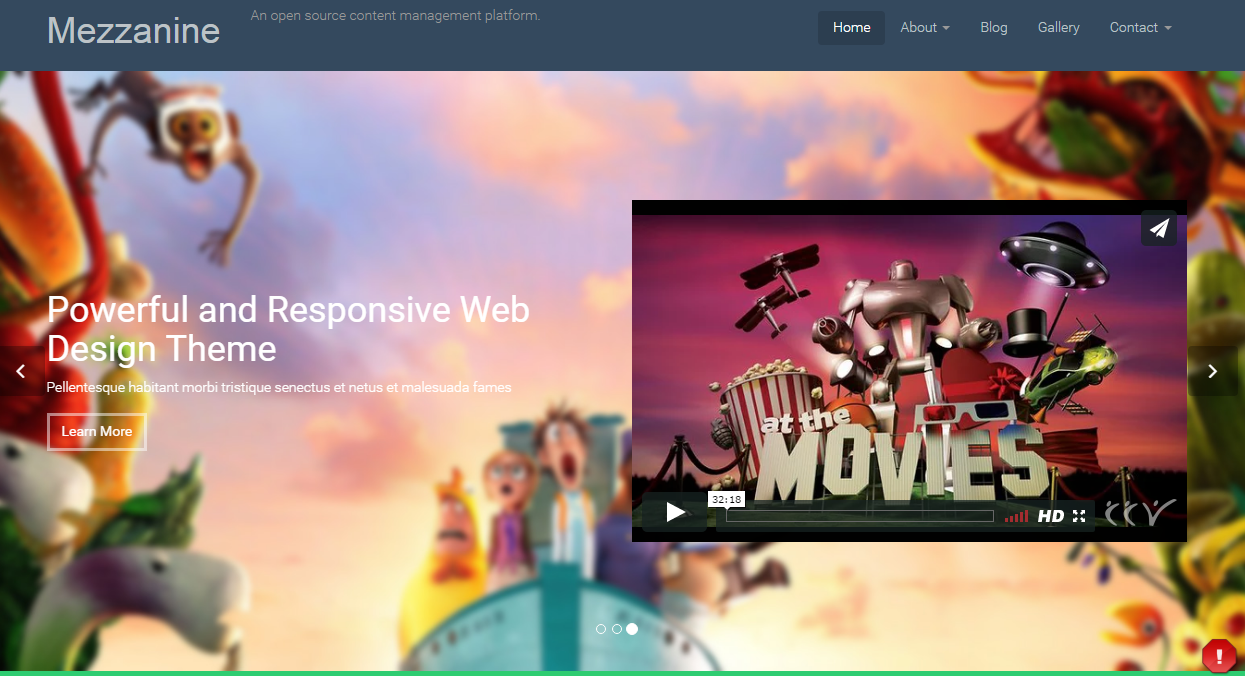 Mezzanine
An open source content management platform.
Home
About
Blog
Gallery
Contact
Powerful and Responsive Web
Design Theme
Pellentesque habitant morbi tristique senectus et netus et malesuada fames
Learn More
at the
MOVIES
32:18
HD